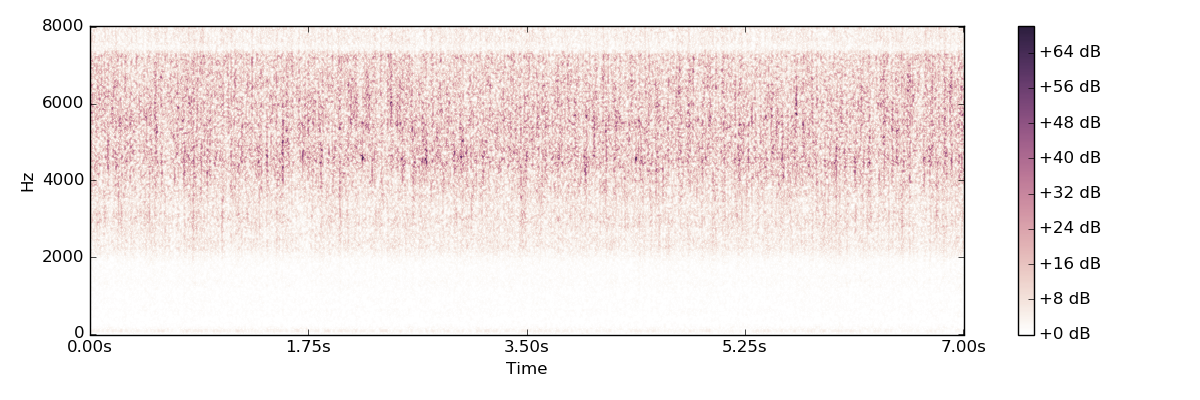 8000
6000
4000
2000
0
Hz
0.00s 1.75s 3.50s 5.25s 7.00s
Time
+64 dB
+56 dB
+48 dB
+40 dB
+32 dB
+24 dB
+16 dB
+8 dB
+0 dB